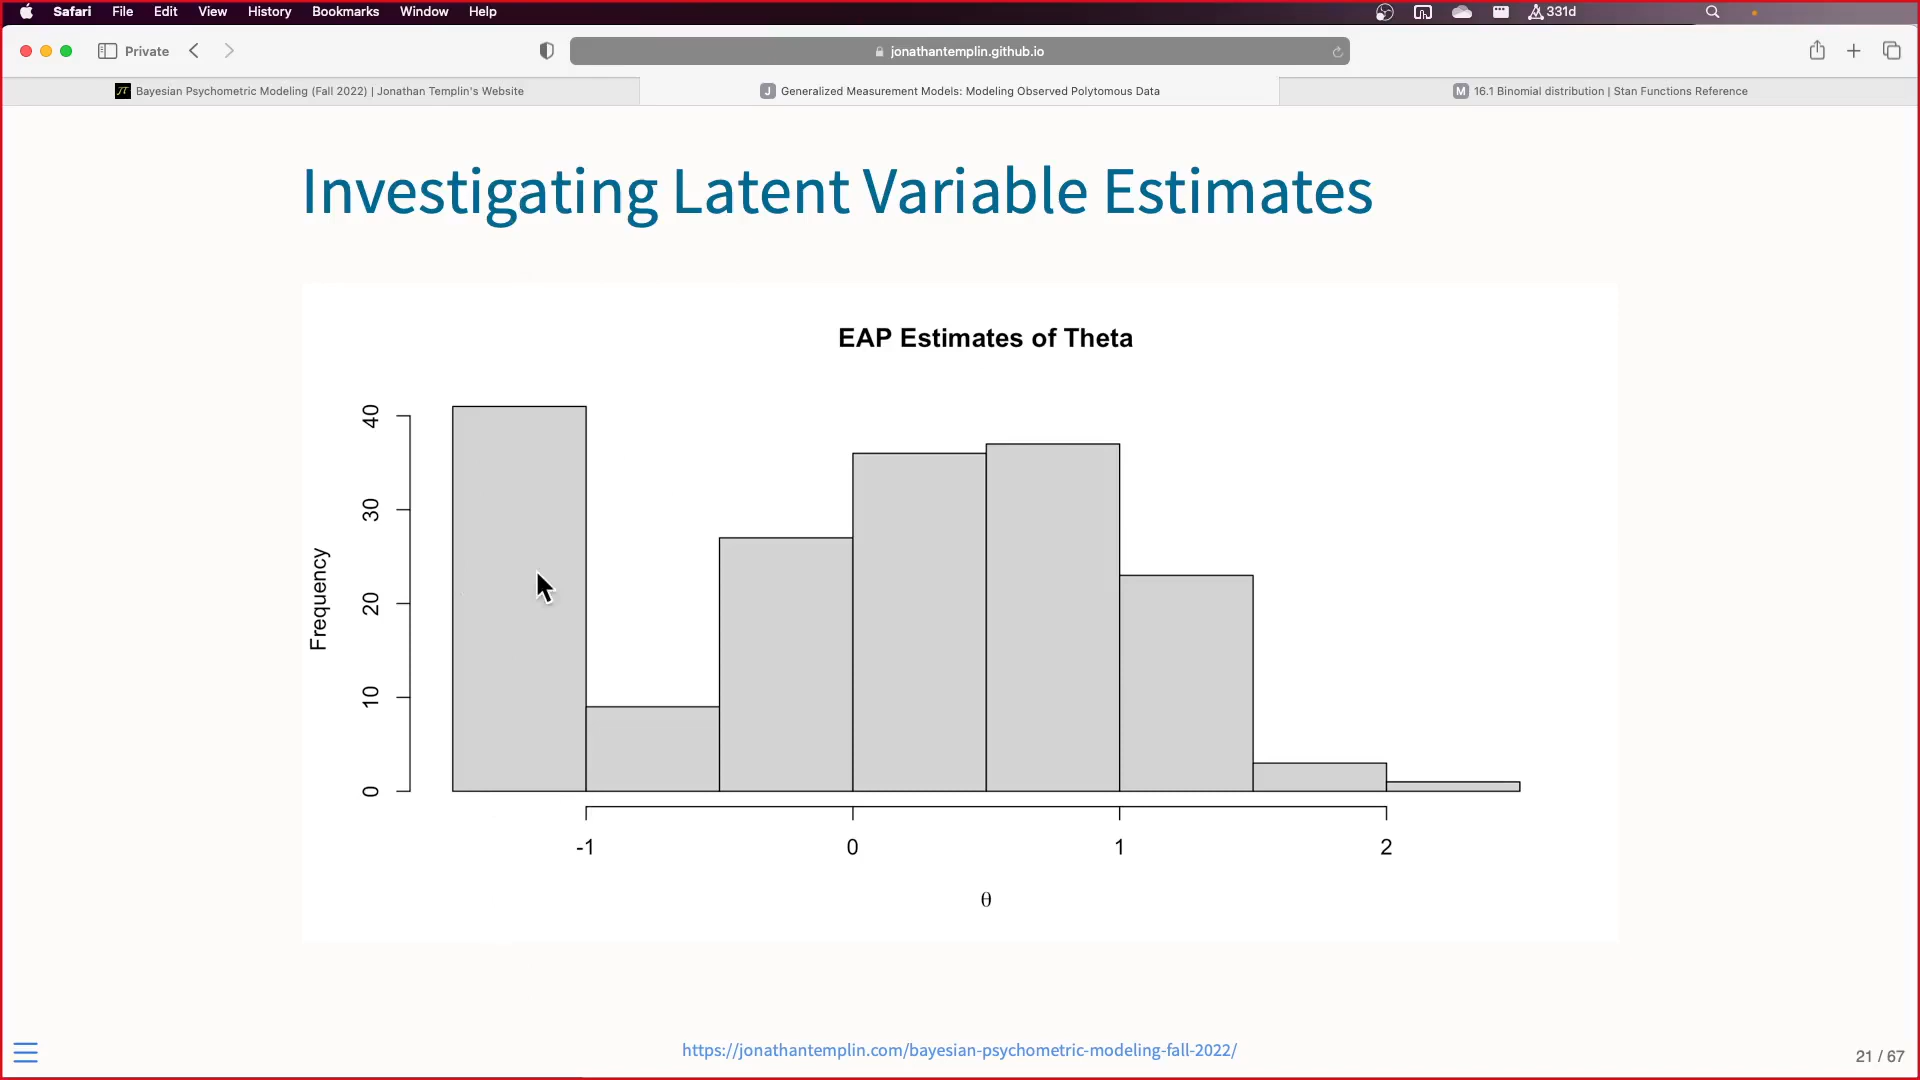 Safari File Edit View History Bookmarks Window Help 331d
Private jonathantemplin.github.io
Bayesian Psychometric Modeling (Fall 2022) | Jonathan Templin's Website J Generalized Measurement Models: Modeling Observed Polytomous Data M 16.1 Binomial distribution | Stan Functions Reference
Investigating Latent Variable Estimates
EAP Estimates of Theta
Frequency
40
30
20
10
0
-1 0 1 2
θ
https://jonathantemplin.com/bayesian-psychometric-modeling-fall-2022/
21 / 67